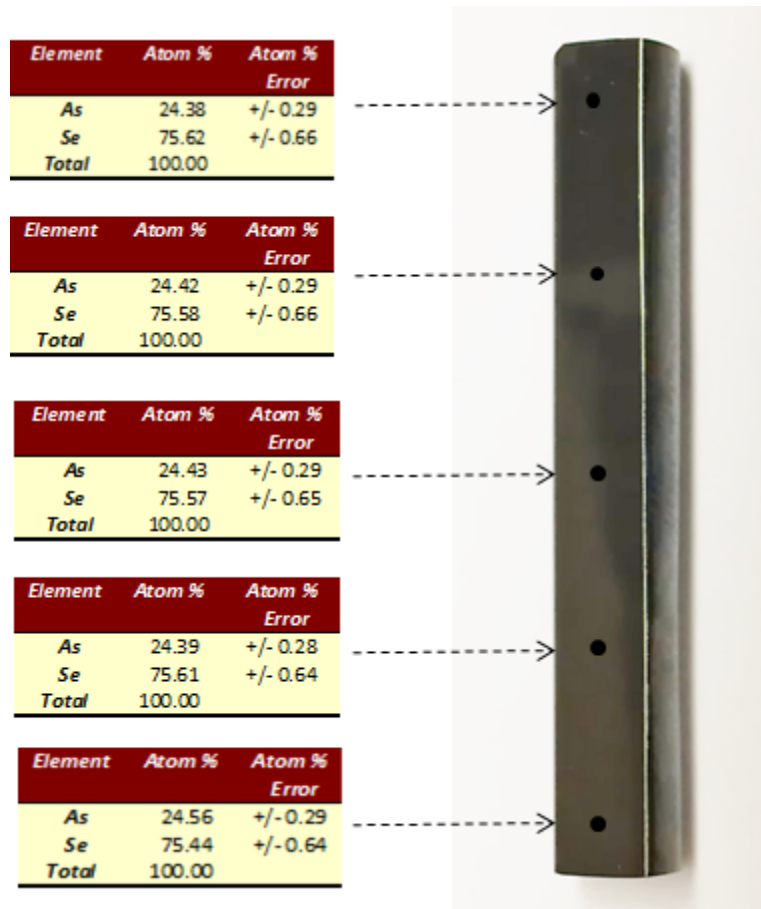 Element Atom % Atom %
Error
As 24.38 +/- 0.29
Se 75.62 +/- 0.66
Total 100.00
Element Atom % Atom %
Error
As 24.42 +/- 0.29
Se 75.58 +/- 0.66
Total 100.00
Element Atom % Atom %
Error
As 24.43 +/- 0.29
Se 75.57 +/- 0.65
Total 100.00
Element Atom % Atom %
Error
As 24.39 +/- 0.28
Se 75.61 +/- 0.64
Total 100.00
Element Atom % Atom %
Error
As 24.56 +/- 0.29
Se 75.44 +/- 0.64
Total 100.00